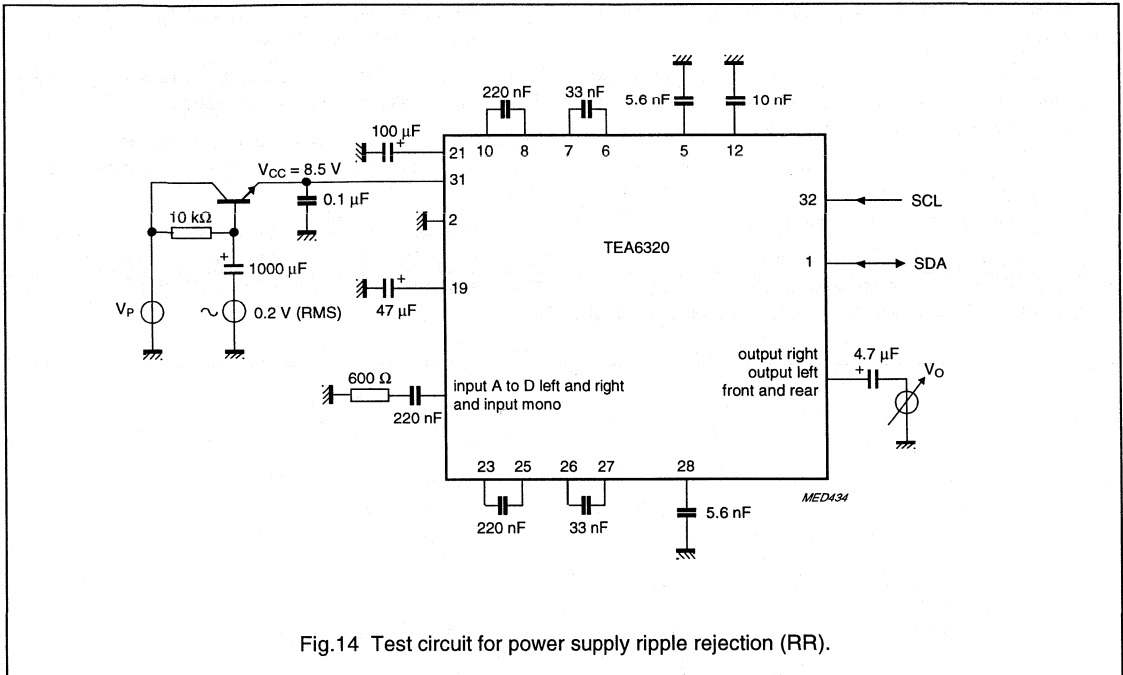 220 nF
33 nF
5.6 nF
10 nF
100 µF
+
10
8
7
6
5
12
21
V_CC = 8.5 V
31
0.1 µF
32
SCL
10 kΩ
2
TEA6320
+
1000 µF
1
SDA
+
19
V_P
0.2 V (RMS)
47 µF
output right
output left
front and rear
4.7 µF
+
V_O
600 Ω
input A to D left and right
and input mono
220 nF
23
25
26
27
28
MED434
220 nF
33 nF
5.6 nF
Fig.14 Test circuit for power supply ripple rejection (RR).